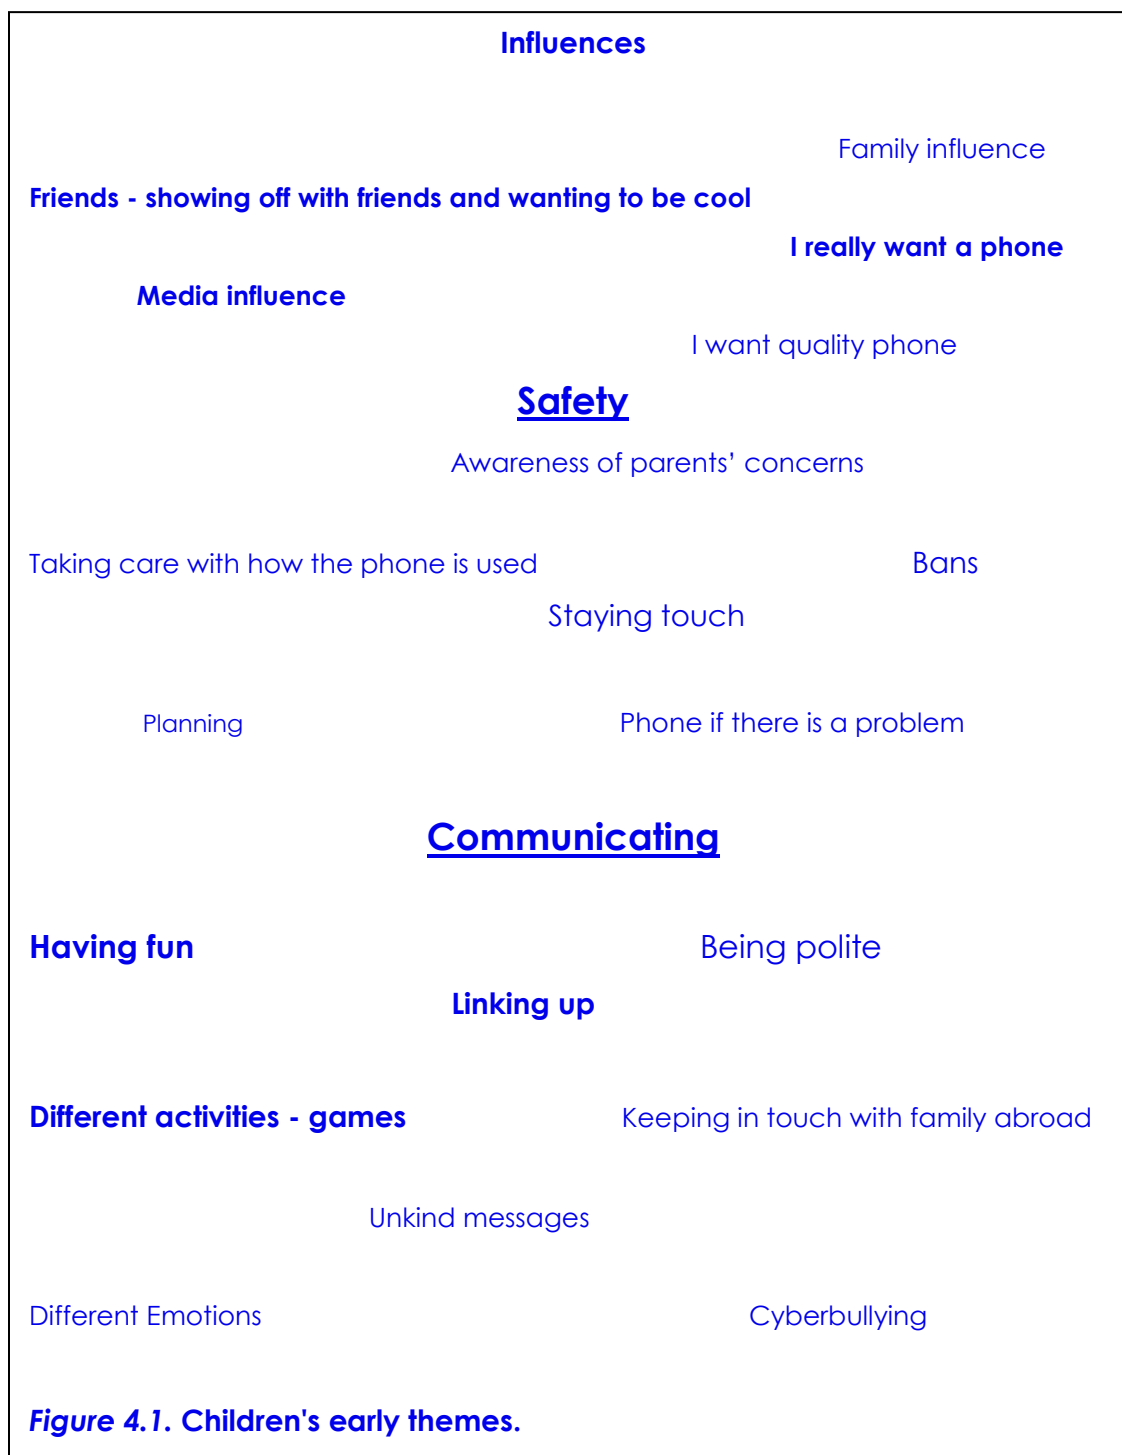 Influences
Family influence
Friends - showing off with friends and wanting to be cool
I really want a phone
Media influence
I want quality phone
Safety
Awareness of parents’ concerns
Taking care with how the phone is used Bans
Staying touch
Planning Phone if there is a problem
Communicating
Having fun Being polite
Linking up
Different activities - games Keeping in touch with family abroad
Unkind messages
Different Emotions Cyberbullying
Figure 4.1. Children's early themes.